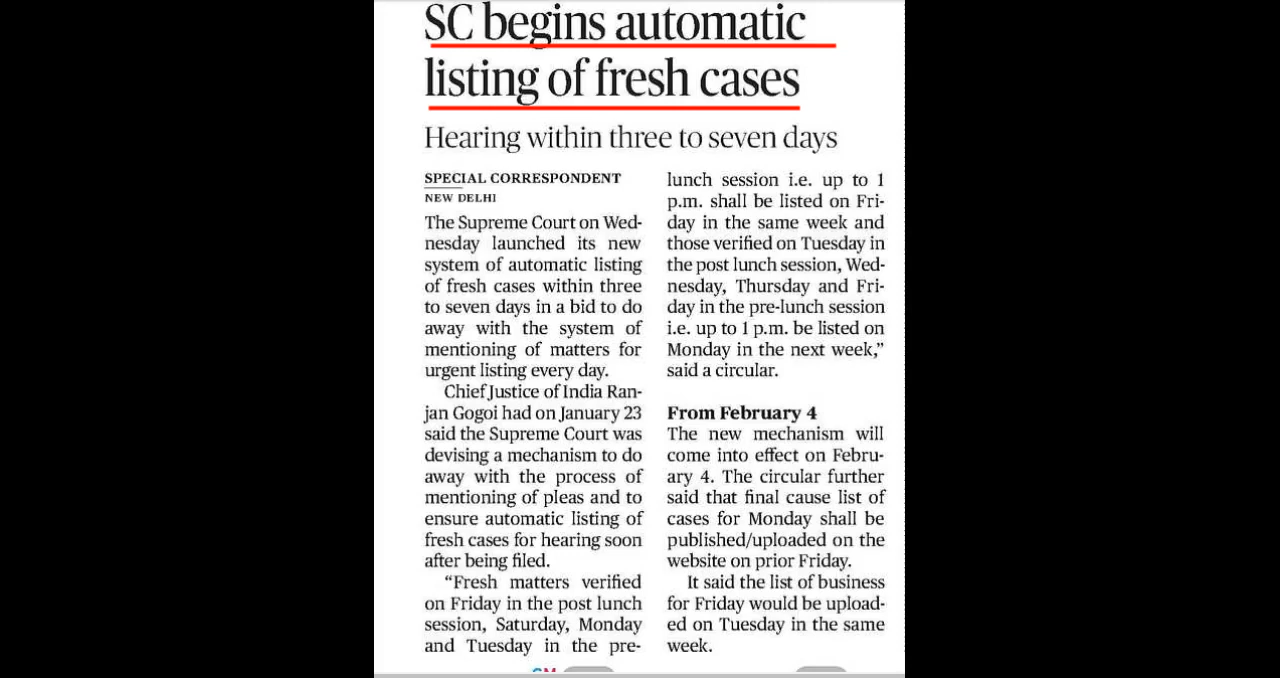 SC begins automatic
listing of fresh cases
Hearing within three to seven days
SPECIAL CORRESPONDENT
NEW DELHI
The Supreme Court on Wed-
nesday launched its new
system of automatic listing
of fresh cases within three
to seven days in a bid to do
away with the system of
mentioning of matters for
urgent listing every day.
Chief Justice of India Ran-
jan Gogoi had on January 23
said the Supreme Court was
devising a mechanism to do
away with the process of
mentioning of pleas and to
ensure automatic listing of
fresh cases for hearing soon
after being filed.
“Fresh matters verified
on Friday in the post lunch
session, Saturday, Monday
and Tuesday in the pre-
lunch session i.e. up to 1
p.m. shall be listed on Fri-
day in the same week and
those verified on Tuesday in
the post lunch session, Wed-
nesday, Thursday and Fri-
day in the pre-lunch session
i.e. up to 1 p.m. be listed on
Monday in the next week,”
said a circular.
From February 4
The new mechanism will
come into effect on Febru-
ary 4. The circular further
said that final cause list of
cases for Monday shall be
published/uploaded on the
website on prior Friday.
It said the list of business
for Friday would be upload-
ed on Tuesday in the same
week.